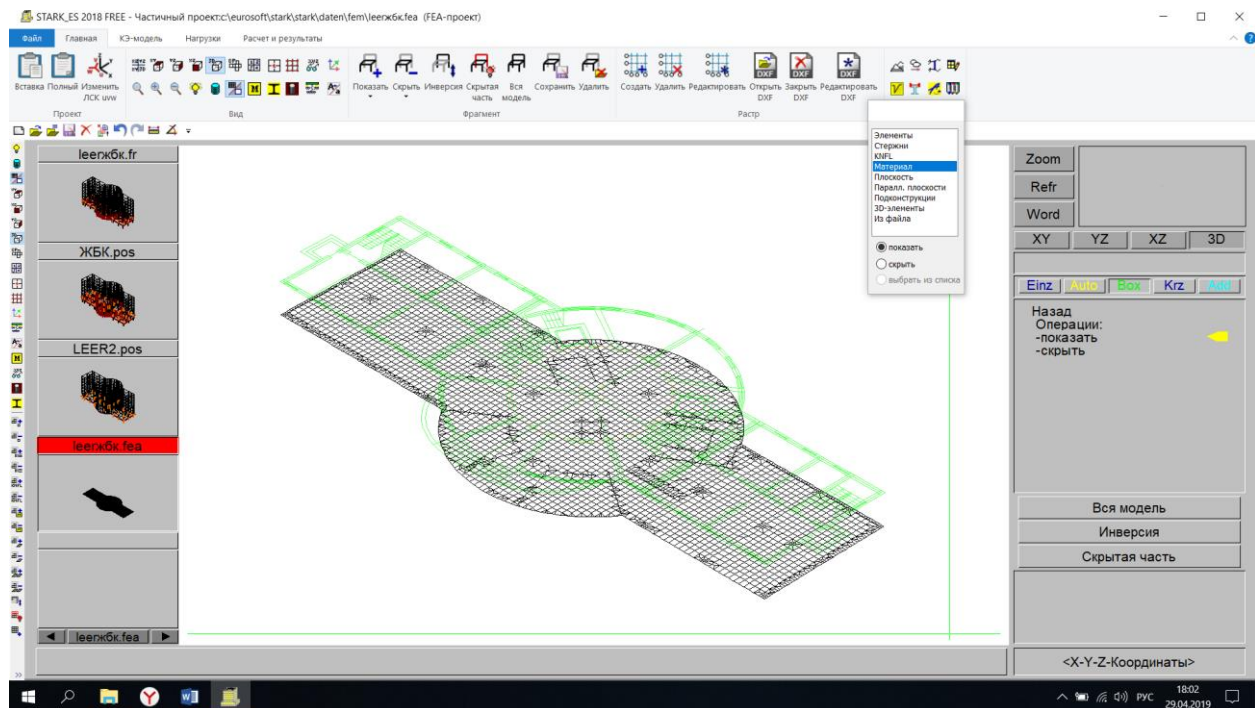 STARK_ES 2018 FREE - Частичный проект:c:\eurosoft\stark\stark\daten\fem\leerжбк.fea (FEA-проект)
Файл Главная КЭ-модель Нагрузки Расчет и результаты
Вставка Полный Изменить ЛСК uvw
Показать Скрыть Инверсия Скрытая часть Вся модель Сохранить Удалить
Создать Удалить Редактировать Открыть DXF Закрыть DXF Редактировать DXF
Проект Вид Фрагмент Растр
leerжбк.fr
ЖБК.pos
LEER2.pos
leerжбк.fea
leerжбк.fea
Элементы
Стержни
KNFL
Материал
Плоскость
Паралл. плоскости
Подконструкции
3D-элементы
Из файла
показать
скрыть
выбрать из списка
Zoom
Refr
Word
XY YZ XZ 3D
Einz Auto Box Krz Add
Назад
Операции:
-показать
-скрыть
Вся модель
Инверсия
Скрытая часть
<X-Y-Z-Координаты>
РУС 18:02
29.04.2019